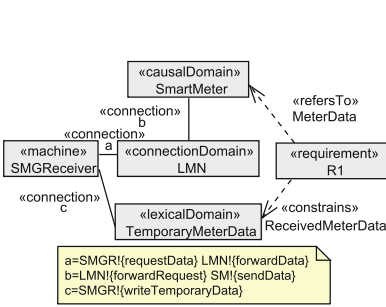 «causalDomain»
SmartMeter
«connection»
b
«refersTo»
MeterData
«connection»
a
«machine»
SMGReceiver
«connectionDomain»
LMN
«requirement»
R1
«connection»
c
«lexicalDomain»
TemporaryMeterData
«constrains»
ReceivedMeterData
a=SMGR!{requestData} LMN!{forwardData}
b=LMN!{forwardRequest} SM!{sendData}
c=SMGR!{writeTemporaryData}